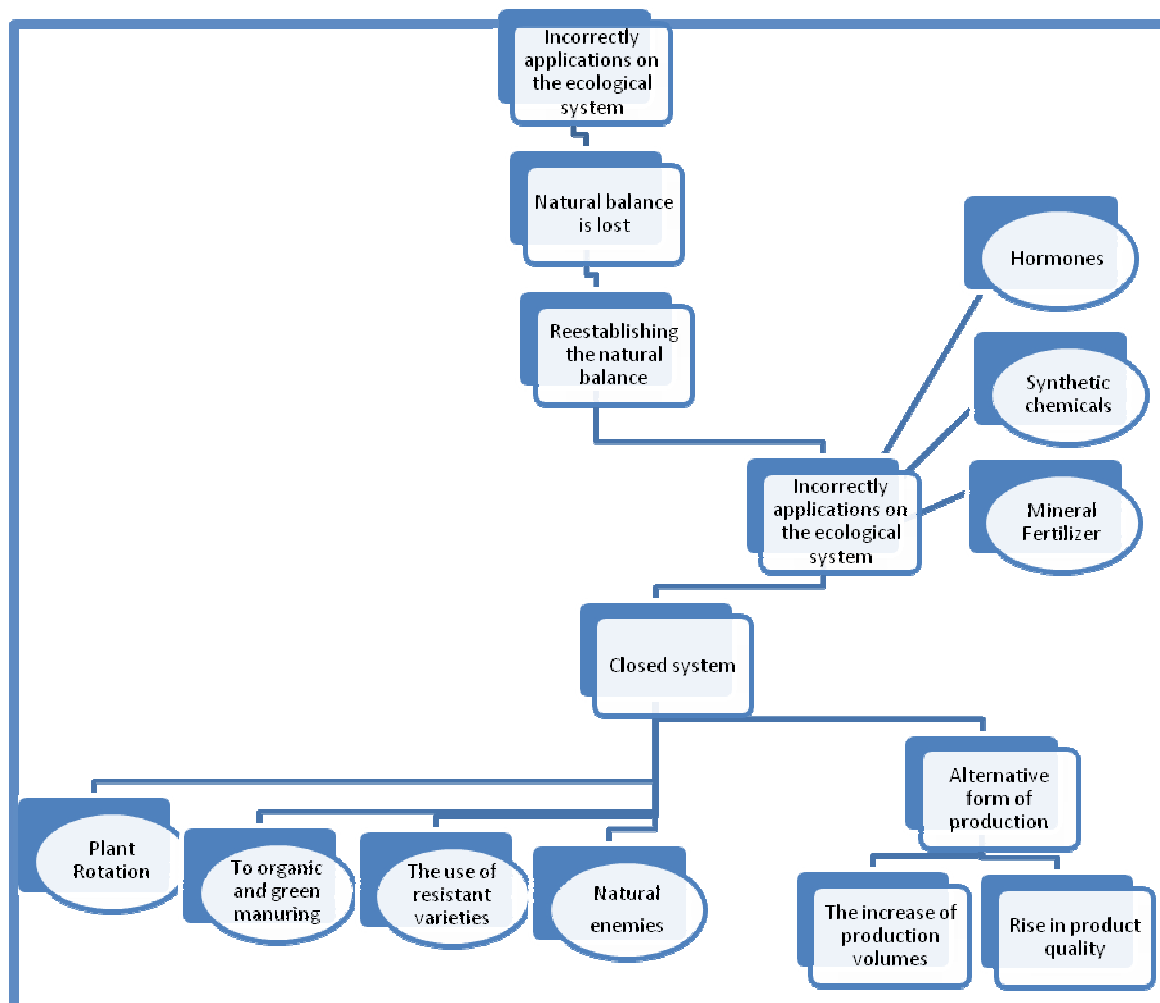 Incorrectly
applications on
the ecological
system
Natural balance
is lost
Reestablishing
the natural
balance
Hormones
Synthetic
chemicals
Mineral
Fertilizer
Incorrectly
applications on
the ecological
system
Closed system
Alternative
form of
production
Plant
Rotation
To organic
and green
manuring
The use of
resistant
varieties
Natural
enemies
The increase of
production
volumes
Rise in product
quality